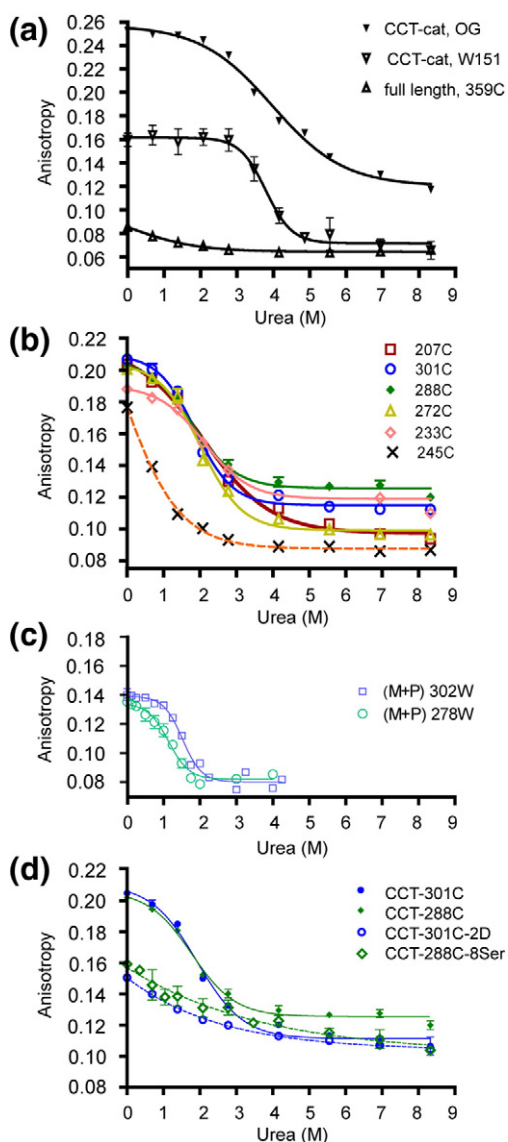 (a)
0.26
0.24
0.22
0.20
0.18
0.16
0.14
0.12
0.10
0.08
0.06
Anisotropy
CCT-cat, OG
CCT-cat, W151
full length, 359C
0 1 2 3 4 5 6 7 8 9
Urea (M)
(b)
0.22
0.20
0.18
0.16
0.14
0.12
0.10
0.08
Anisotropy
207C
301C
288C
272C
233C
245C
0 1 2 3 4 5 6 7 8 9
Urea (M)
(c)
0.18
0.16
0.14
0.12
0.10
0.08
Anisotropy
(M+P) 302W
(M+P) 278W
0 1 2 3 4 5 6 7 8 9
Urea (M)
(d)
0.22
0.20
0.18
0.16
0.14
0.12
0.10
0.08
Anisotropy
CCT-301C
CCT-288C
CCT-301C-2D
CCT-288C-8Ser
0 1 2 3 4 5 6 7 8 9
Urea (M)